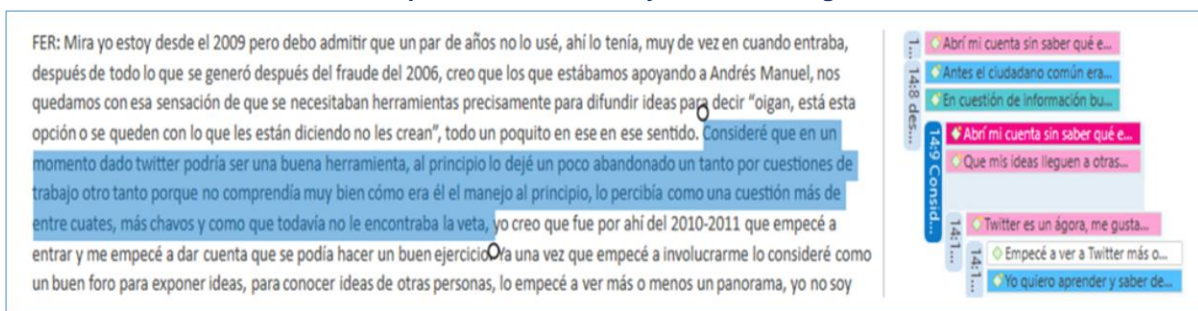 FER: Mira yo estoy desde el 2009 pero debo admitir que un par de años no lo usé, ahí lo tenía, muy de vez en cuando entraba,
después de todo lo que se generó después del fraude del 2006, creo que los que estábamos apoyando a Andrés Manuel, nos
quedamos con esa sensación de que se necesitaban herramientas precisamente para difundir ideas para decir "oigan, está esta
opción o se queden con lo que les están diciendo no les crean", todo un poquito en ese en ese sentido. Consideré que en un
momento dado twitter podría ser una buena herramienta, al principio lo dejé un poco abandonado un tanto por cuestiones de
trabajo otro tanto porque no comprendía muy bien cómo era él el manejo al principio, lo percibía como una cuestión más de
entre cuates, más chavos y como que todavía no le encontraba la veta, yo creo que fue por ahí del 2010-2011 que empecé a
entrar y me empecé a dar cuenta que se podía hacer un buen ejercicio Ya una vez que empecé a involucrarme lo consideré como
un buen foro para exponer ideas, para conocer ideas de otras personas, lo empecé a ver más o menos un panorama, yo no soy
1...
14:8 des...
14:9 Consid...
14:1...
14:1...
Abrí mi cuenta sin saber qué e...
Antes el ciudadano común era...
En cuestión de información bu...
Abrí mi cuenta sin saber qué e...
Que mis ideas lleguen a otras...
Twitter es un ágora, me gusta...
Empecé a ver a Twitter más o...
Yo quiero aprender y saber de...